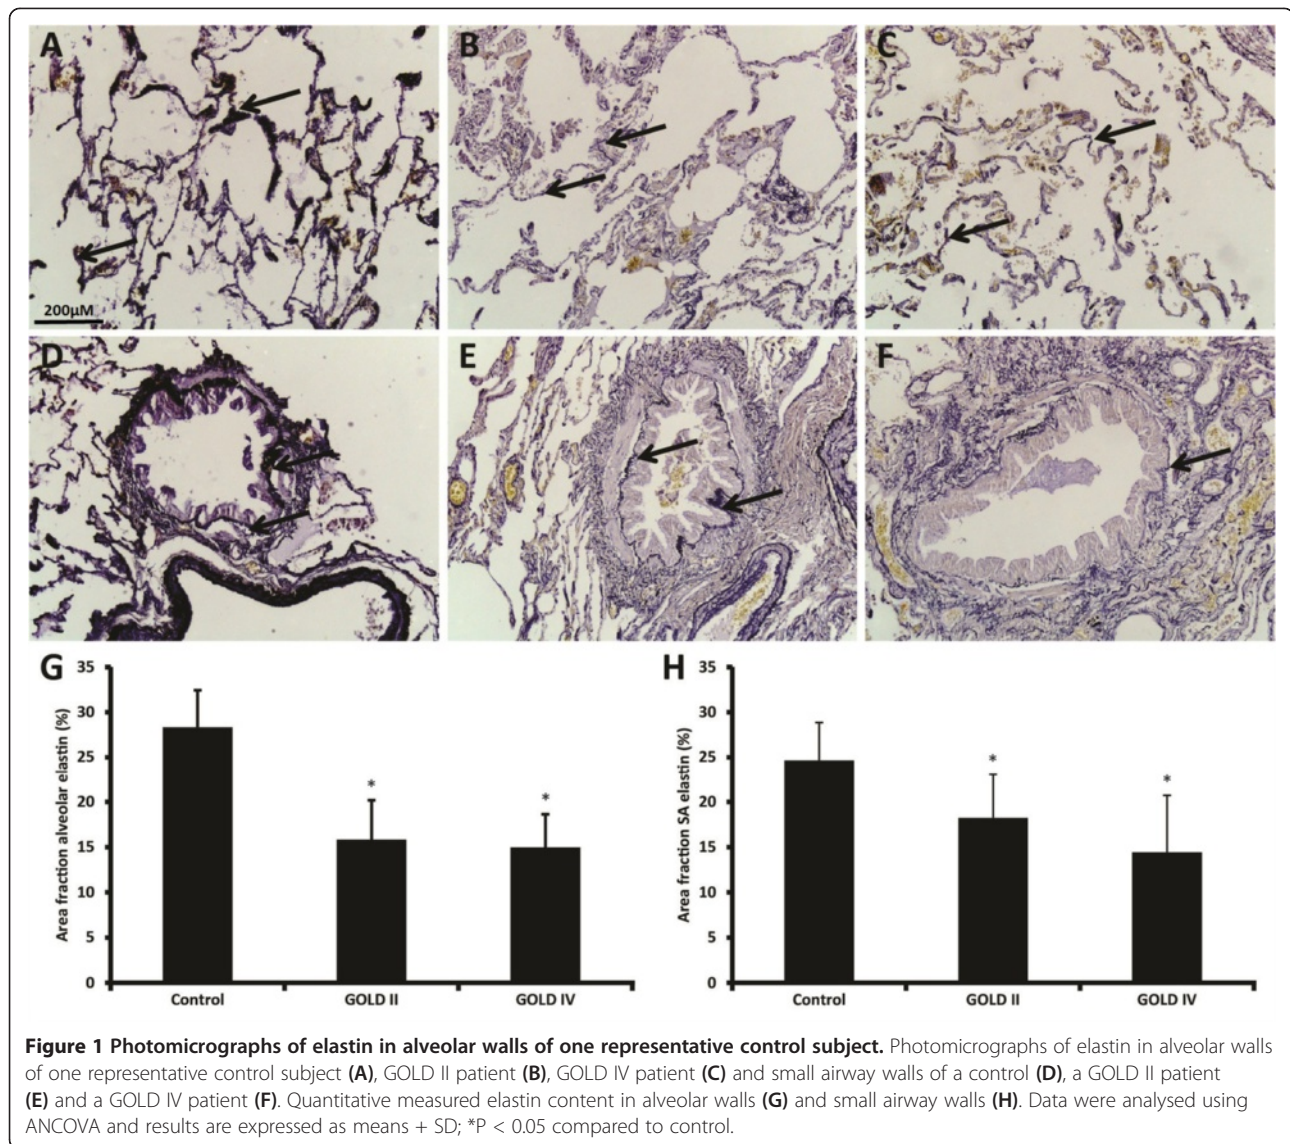 A
B
C
200µM
D
E
F
G
35
30
25
20
15
10
5
0
Area fraction alveolar elastin (%)
*
*
Control
GOLD II
GOLD IV
H
35
30
25
20
15
10
5
0
Area fraction SA elastin (%)
*
*
Control
GOLD II
GOLD IV
Figure 1 Photomicrographs of elastin in alveolar walls of one representative control subject. Photomicrographs of elastin in alveolar walls
of one representative control subject (A), GOLD II patient (B), GOLD IV patient (C) and small airway walls of a control (D), a GOLD II patient
(E) and a GOLD IV patient (F). Quantitative measured elastin content in alveolar walls (G) and small airway walls (H). Data were analysed using
ANCOVA and results are expressed as means + SD; *P < 0.05 compared to control.